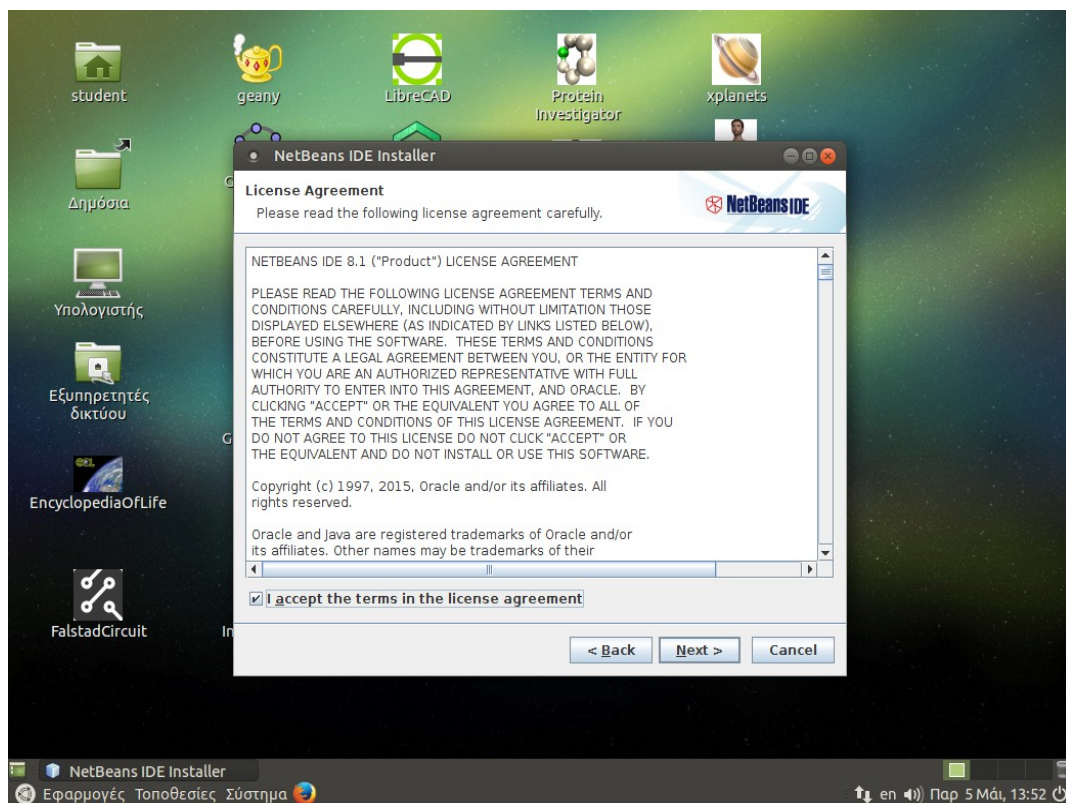 student
geany
LibreCAD
Protein
Investigator
xplanets
Δημόσια
Υπολογιστής
Εξυπηρετητές
δικτύου
EOL
EncyclopediaOfLife
FalstadCircuit
NetBeans IDE Installer
License Agreement
Please read the following license agreement carefully.
NetBeans IDE
NETBEANS IDE 8.1 ("Product") LICENSE AGREEMENT
PLEASE READ THE FOLLOWING LICENSE AGREEMENT TERMS AND
CONDITIONS CAREFULLY, INCLUDING WITHOUT LIMITATION THOSE
DISPLAYED ELSEWHERE (AS INDICATED BY LINKS LISTED BELOW),
BEFORE USING THE SOFTWARE.  THESE TERMS AND CONDITIONS
CONSTITUTE A LEGAL AGREEMENT BETWEEN YOU, OR THE ENTITY FOR
WHICH YOU ARE AN AUTHORIZED REPRESENTATIVE WITH FULL
AUTHORITY TO ENTER INTO THIS AGREEMENT, AND ORACLE.  BY
CLICKING "ACCEPT" OR THE EQUIVALENT YOU AGREE TO ALL OF
THE TERMS AND CONDITIONS OF THIS LICENSE AGREEMENT.  IF YOU
DO NOT AGREE TO THIS LICENSE DO NOT CLICK "ACCEPT" OR
THE EQUIVALENT AND DO NOT INSTALL OR USE THIS SOFTWARE.
Copyright (c) 1997, 2015, Oracle and/or its affiliates. All
rights reserved.
Oracle and Java are registered trademarks of Oracle and/or
its affiliates. Other names may be trademarks of their
I accept the terms in the license agreement
< Back
Next >
Cancel
NetBeans IDE Installer
Εφαρμογές Τοποθεσίες Σύστημα
en Παρ 5 Μάι, 13:52